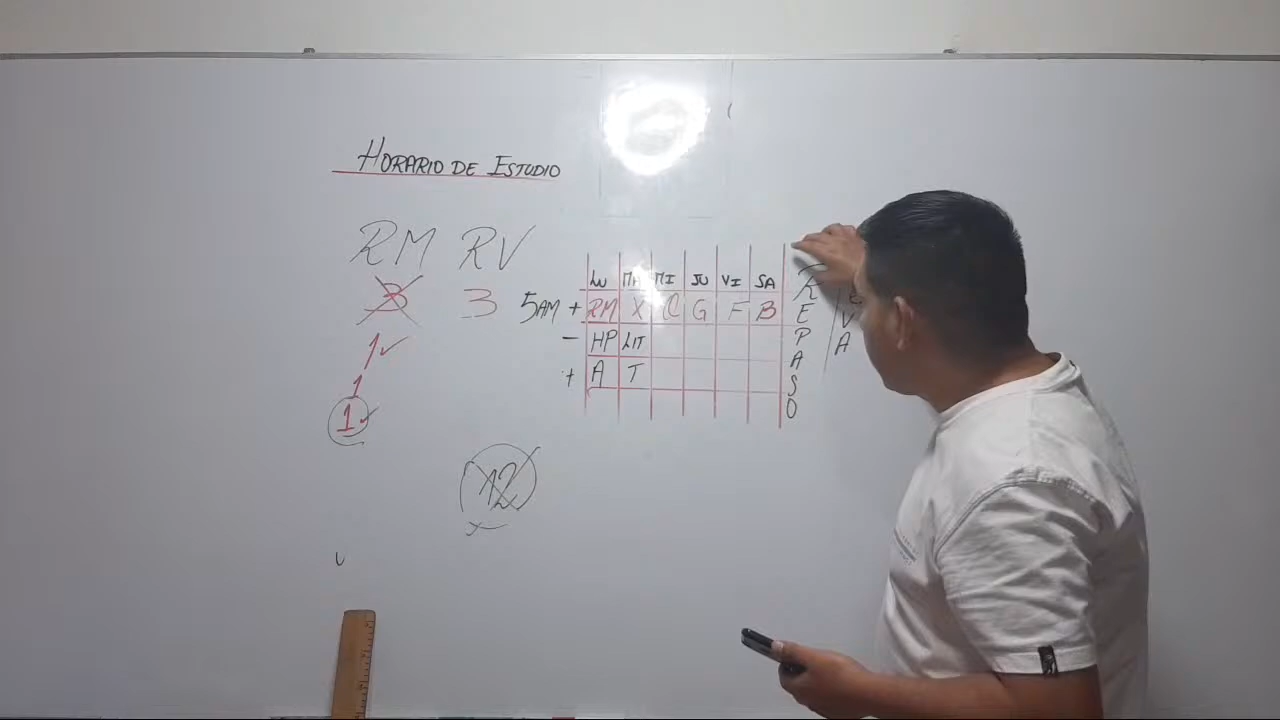 HORARIO DE ESTUDIO
RM RV
3 3
1
1
1
12
LU MA MI JU VI SA
5AM + RM X C G F B
- HP LIT
+ A T
REPASO
VA